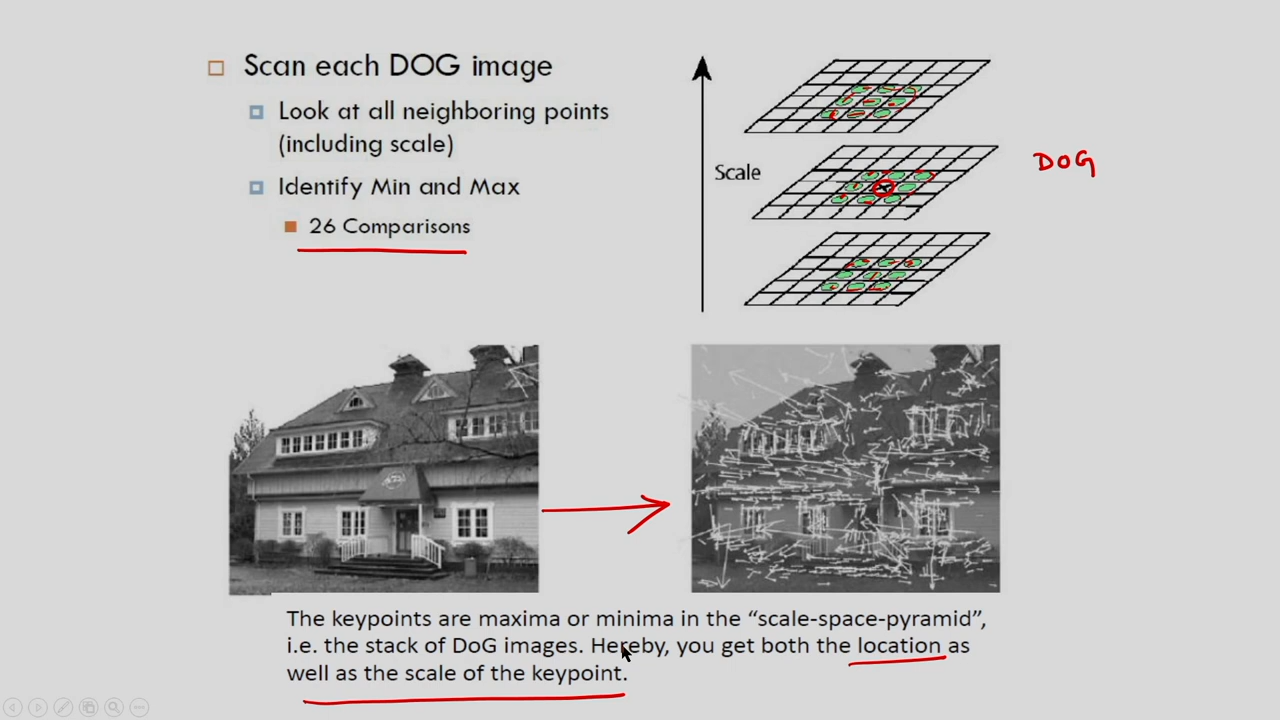 Scan each DOG image
Look at all neighboring points
(including scale)
Identify Min and Max
26 Comparisons
Scale
DOG
The keypoints are maxima or minima in the “scale-space-pyramid”,
i.e. the stack of DoG images. Hereby, you get both the location as
well as the scale of the keypoint.